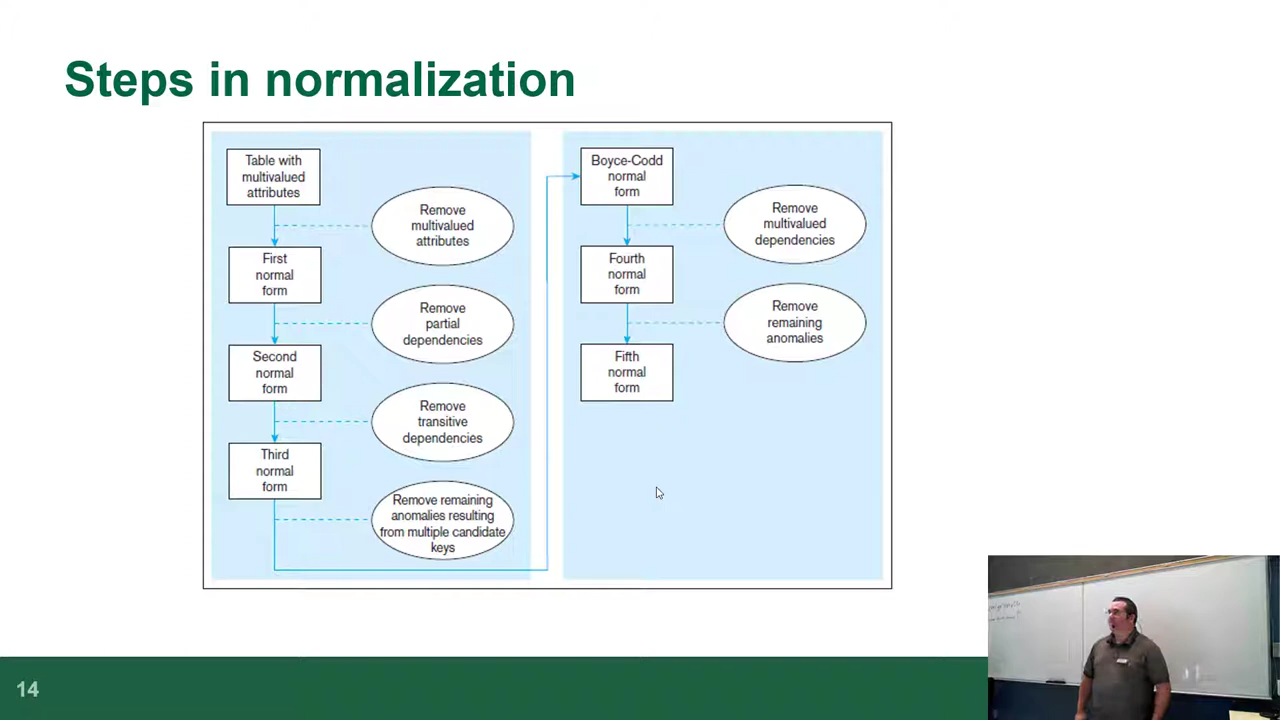 Steps in normalization
Table with
multivalued
attributes
Remove
multivalued
attributes
First
normal
form
Remove
partial
dependencies
Second
normal
form
Remove
transitive
dependencies
Third
normal
form
Remove remaining
anomalies resulting
from multiple candidate
keys
Boyce-Codd
normal
form
Remove
multivalued
dependencies
Fourth
normal
form
Remove
remaining
anomalies
Fifth
normal
form
14